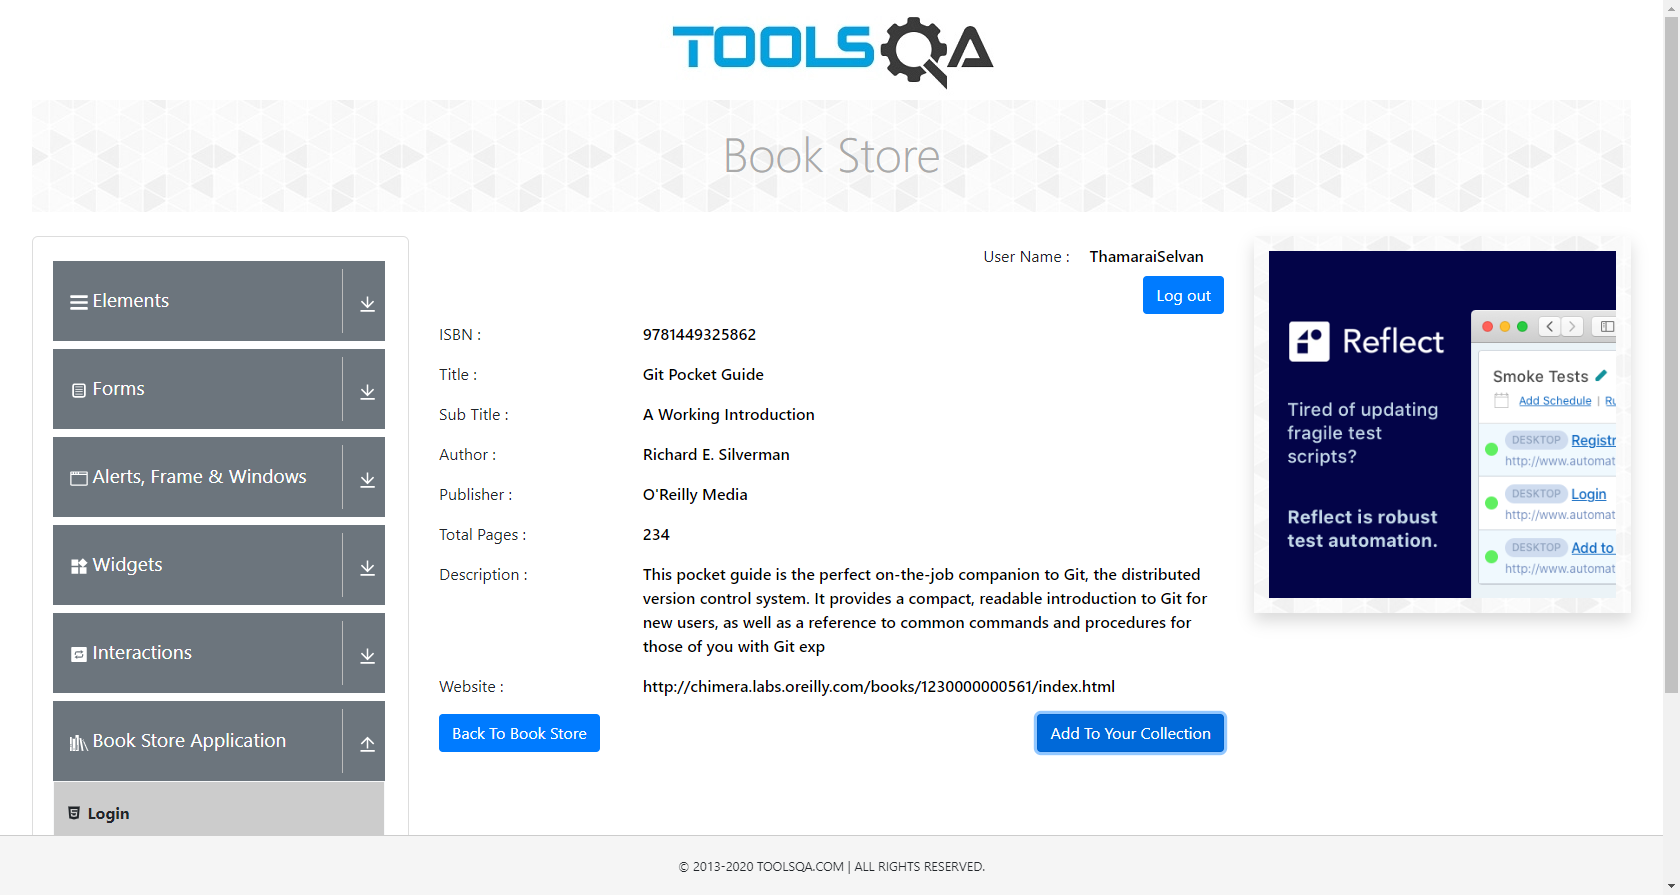 TOOLSQA
Book Store
Elements
Forms
Alerts, Frame & Windows
Widgets
Interactions
Book Store Application
Login
User Name : ThamaraiSelvan
Log out
ISBN : 9781449325862
Title : Git Pocket Guide
Sub Title : A Working Introduction
Author : Richard E. Silverman
Publisher : O'Reilly Media
Total Pages : 234
Description : This pocket guide is the perfect on-the-job companion to Git, the distributed
version control system. It provides a compact, readable introduction to Git for
new users, as well as a reference to common commands and procedures for
those of you with Git exp
Website : http://chimera.labs.oreilly.com/books/1230000000561/index.html
Back To Book Store Add To Your Collection
Reflect
Tired of updating
fragile test
scripts?
Reflect is robust
test automation.
Smoke Tests
Add Schedule | Ru
DESKTOP Registr
http://www.automat
DESKTOP Login
http://www.automat
DESKTOP Add to
http://www.automat
© 2013-2020 TOOLSQA.COM | ALL RIGHTS RESERVED.